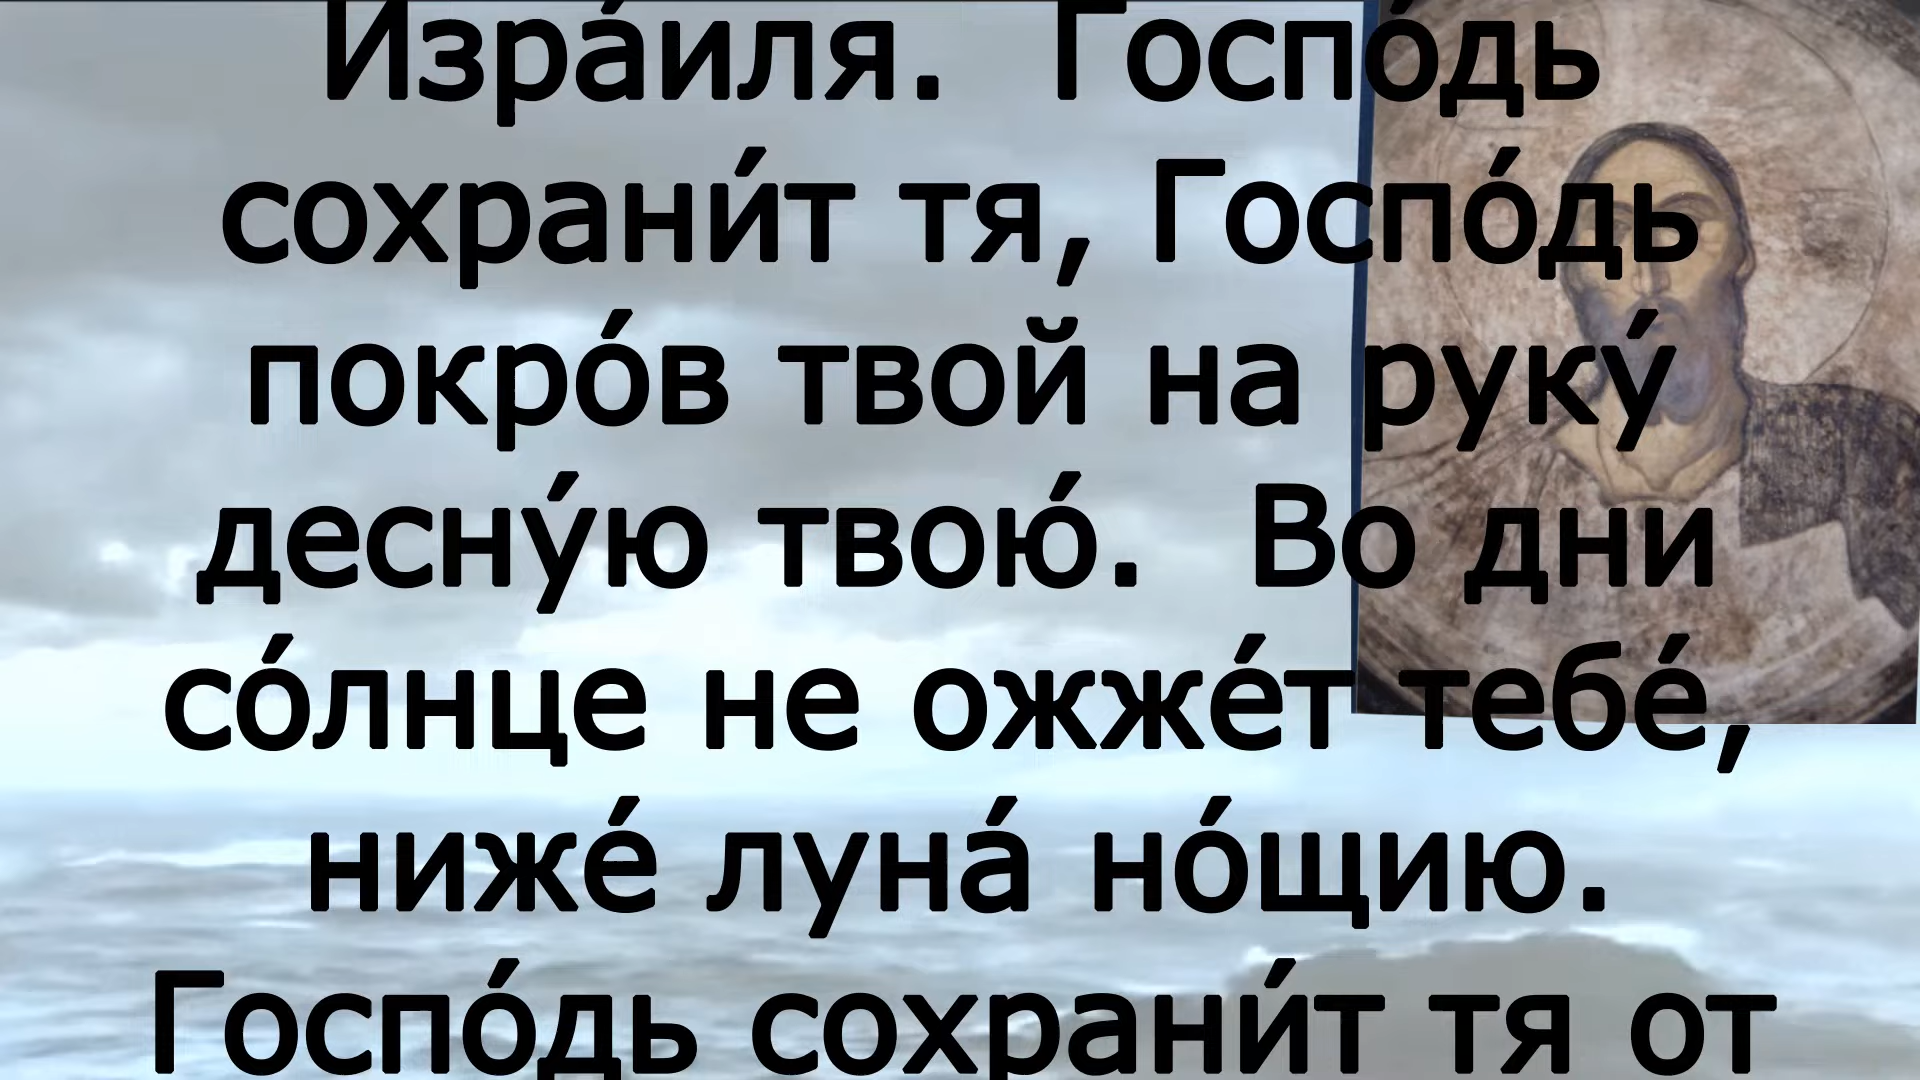 Изра́иля.  Госпо́дь
сохрани́т тя, Госпо́дь
покро́в твой на руку́
десну́ю твою́.  Во дни
со́лнце не ожже́т тебе́,
ниже́ луна́ но́щию.
Госпо́дь сохрани́т тя от